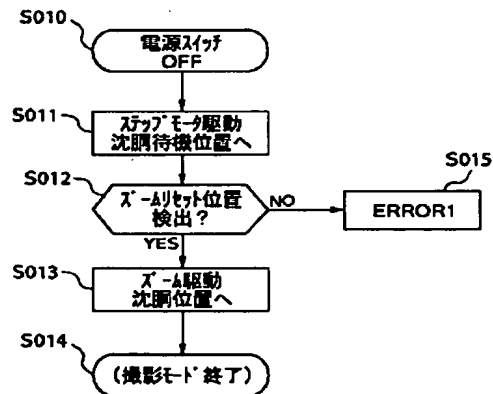 S010
電源スイッチ
OFF
S011
ステップモータ駆動
沈胴待機位置へ
S012
ズームリセット位置
検出?
NO
S015
ERROR1
YES
S013
ズーム駆動
沈胴位置へ
S014
(撮影モード終了)